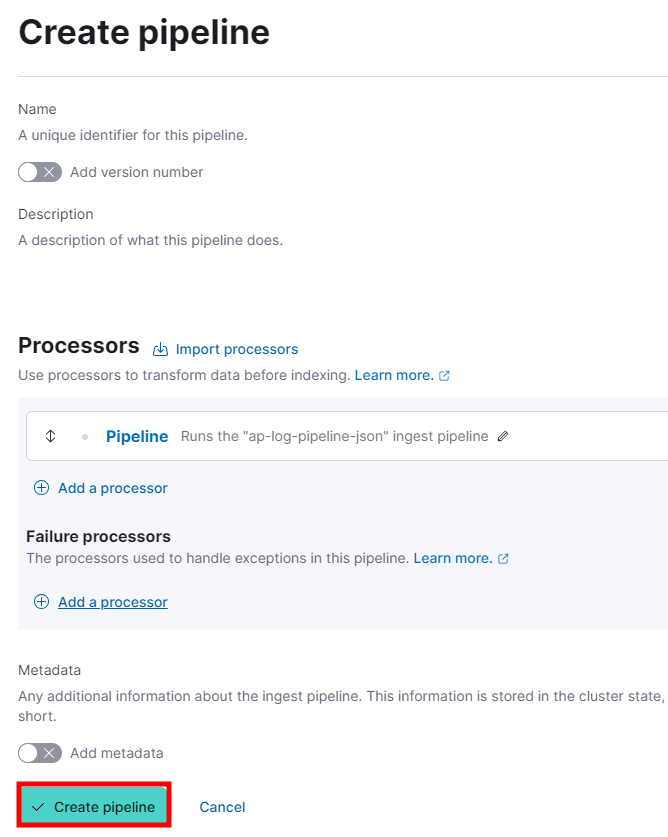 Create pipeline
Name
A unique identifier for this pipeline.
Add version number
Description
A description of what this pipeline does.
Processors Import processors
Use processors to transform data before indexing. Learn more.
Pipeline Runs the "ap-log-pipeline-json" ingest pipeline
Add a processor
Failure processors
The processors used to handle exceptions in this pipeline. Learn more.
Add a processor
Metadata
Any additional information about the ingest pipeline. This information is stored in the cluster state,
short.
Add metadata
Create pipeline Cancel